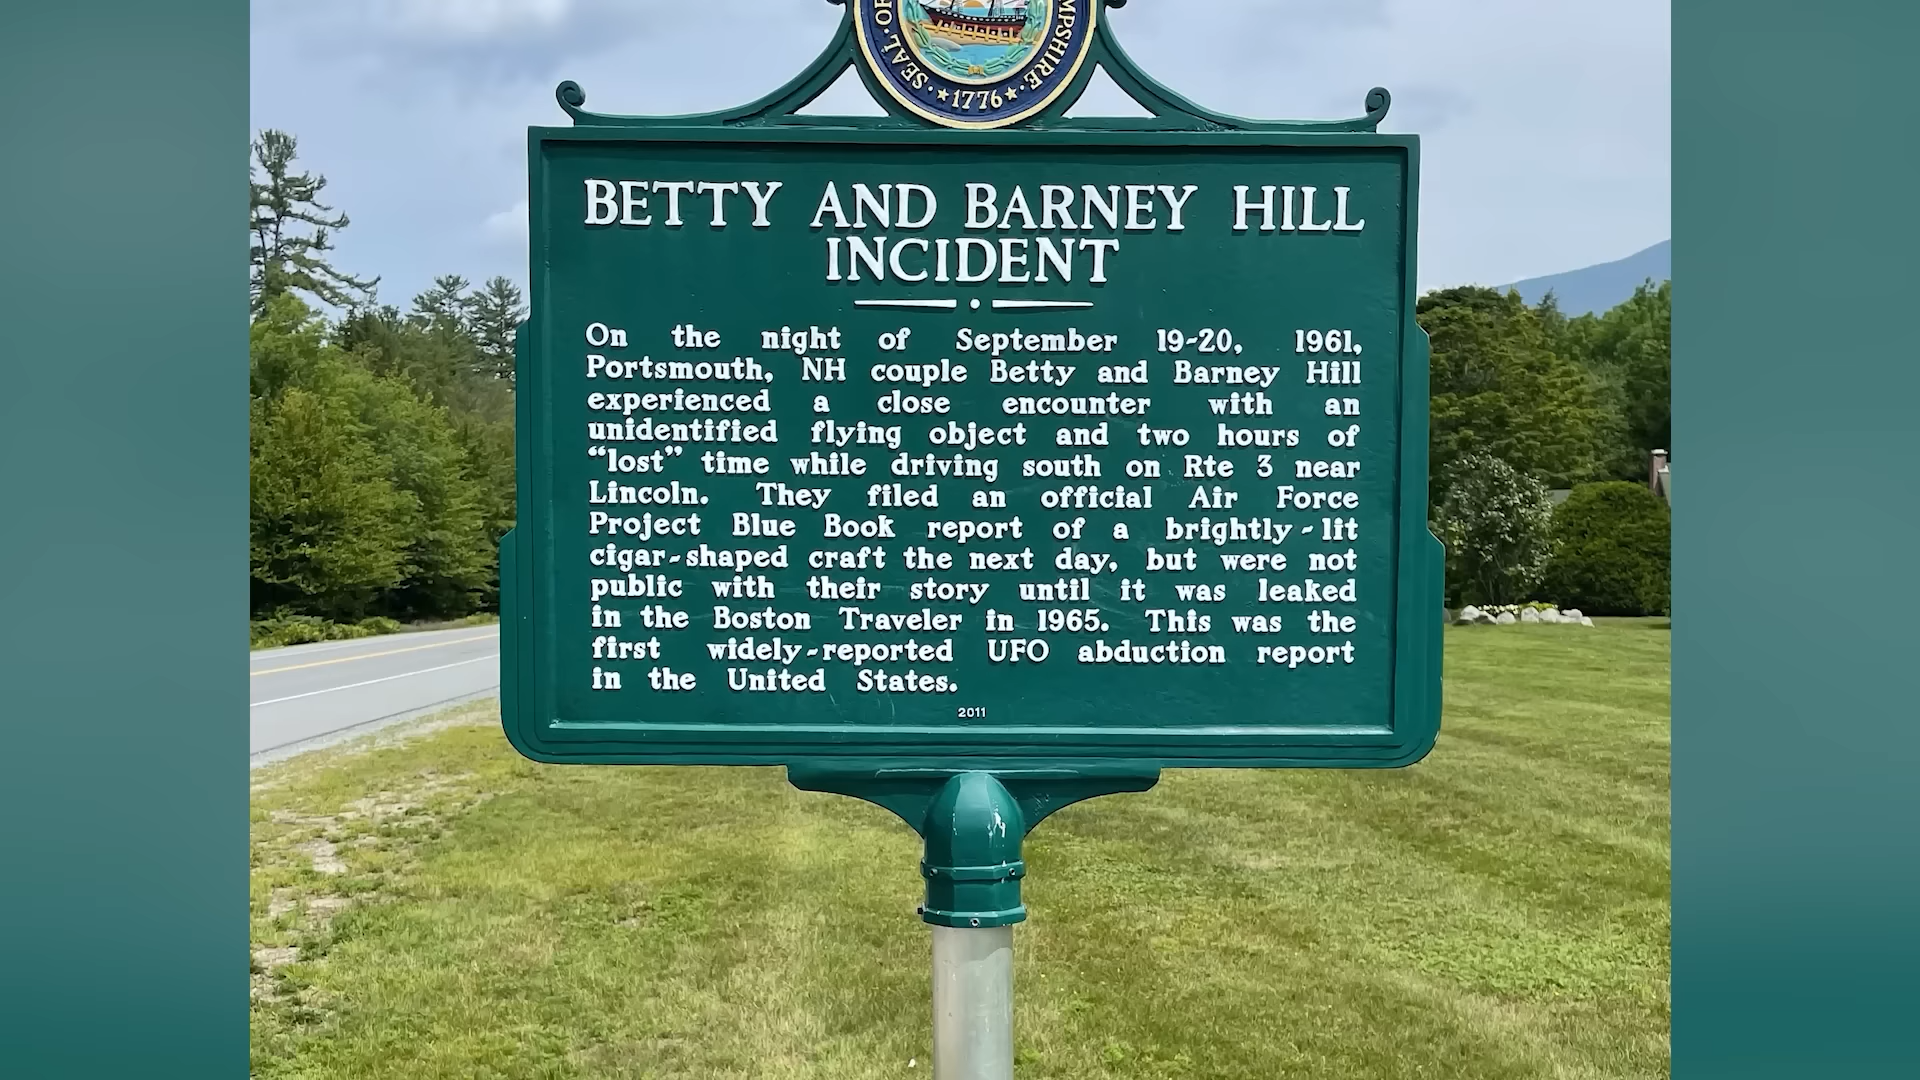 SEAL · OF
MPSHIRE
· ★ 1776 ★ ·
BETTY AND BARNEY HILL
INCIDENT
On the night of September 19-20, 1961,
Portsmouth, NH couple Betty and Barney Hill
experienced a close encounter with an
unidentified flying object and two hours of
“lost” time while driving south on Rte 3 near
Lincoln. They filed an official Air Force
Project Blue Book report of a brightly-lit
cigar-shaped craft the next day, but were not
public with their story until it was leaked
in the Boston Traveler in 1965. This was the
first widely-reported UFO abduction report
in the United States.
2011